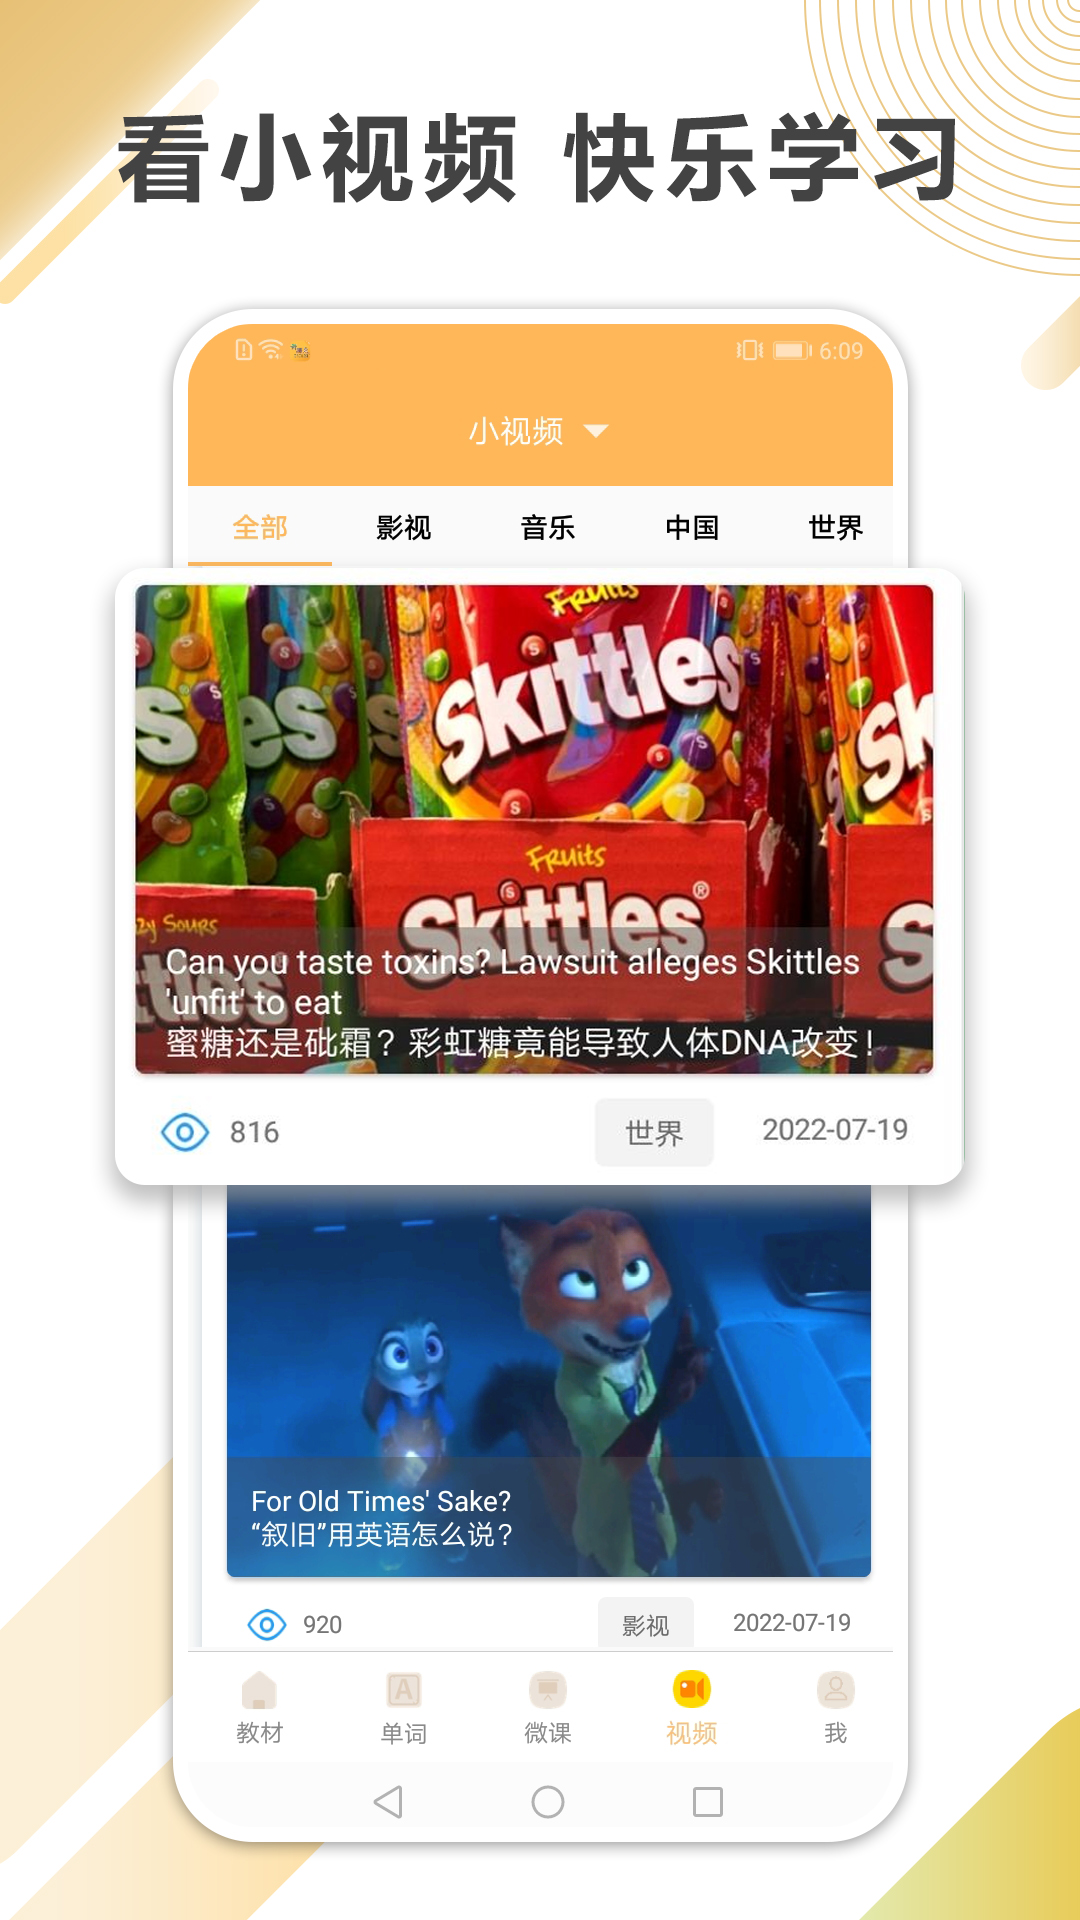 看小视频 快乐学习
6:09
小视频
全部 影视 音乐 中国 世界
Fruits
Skittles
Fruits
Skittles®
zy Sours
Can you taste toxins? Lawsuit alleges Skittles
'unfit' to eat
蜜糖还是砒霜？彩虹糖竟能导致人体DNA改变！
816 世界 2022-07-19
For Old Times' Sake?
“叙旧”用英语怎么说？
920 影视 2022-07-19
A
教材 单词 微课 视频 我